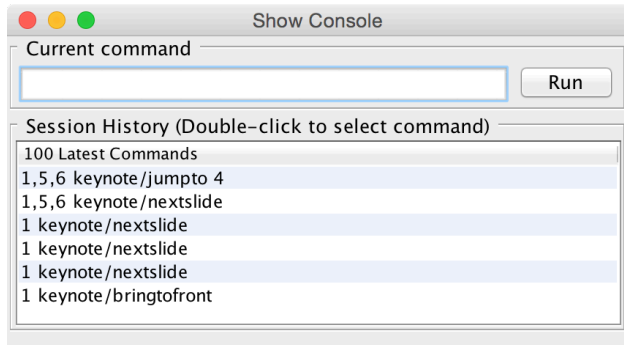 Show Console
Current command
Run
Session History (Double-click to select command)
100 Latest Commands
1,5,6 keynote/jumpto 4
1,5,6 keynote/nextslide
1 keynote/nextslide
1 keynote/nextslide
1 keynote/nextslide
1 keynote/bringtofront